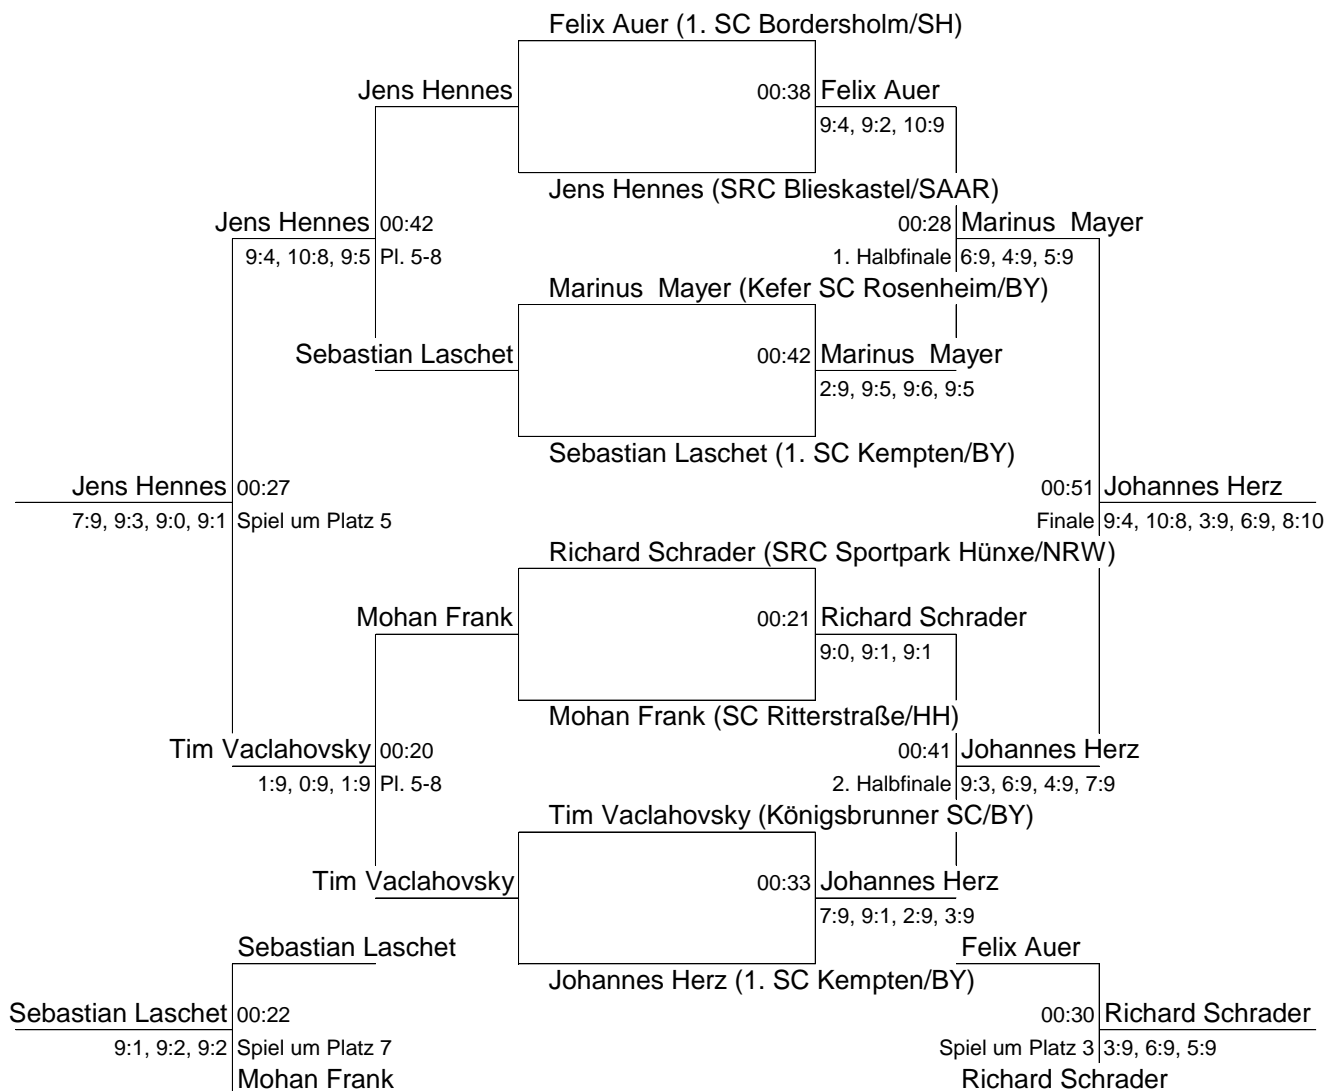 Felix Auer (1. SC Bordersholm/SH)
Jens Hennes 00:38 Felix Auer
9:4, 9:2, 10:9
Jens Hennes (SRC Blieskastel/SAAR)
Jens Hennes 00:42 00:28 Marinus  Mayer
9:4, 10:8, 9:5 Pl. 5-8 1. Halbfinale 6:9, 4:9, 5:9
Marinus  Mayer (Kefer SC Rosenheim/BY)
Sebastian Laschet 00:42 Marinus  Mayer
2:9, 9:5, 9:6, 9:5
Sebastian Laschet (1. SC Kempten/BY)
Jens Hennes 00:27 00:51 Johannes Herz
7:9, 9:3, 9:0, 9:1 Spiel um Platz 5 Finale 9:4, 10:8, 3:9, 6:9, 8:10
Richard Schrader (SRC Sportpark Hünxe/NRW)
Mohan Frank 00:21 Richard Schrader
9:0, 9:1, 9:1
Mohan Frank (SC Ritterstraße/HH)
Tim Vaclahovsky 00:20 00:41 Johannes Herz
1:9, 0:9, 1:9 Pl. 5-8 2. Halbfinale 9:3, 6:9, 4:9, 7:9
Tim Vaclahovsky (Königsbrunner SC/BY)
Tim Vaclahovsky 00:33 Johannes Herz
7:9, 9:1, 2:9, 3:9
Sebastian Laschet Felix Auer
Johannes Herz (1. SC Kempten/BY)
Sebastian Laschet 00:22 00:30 Richard Schrader
9:1, 9:2, 9:2 Spiel um Platz 7 Spiel um Platz 3 3:9, 6:9, 5:9
Mohan Frank Richard Schrader